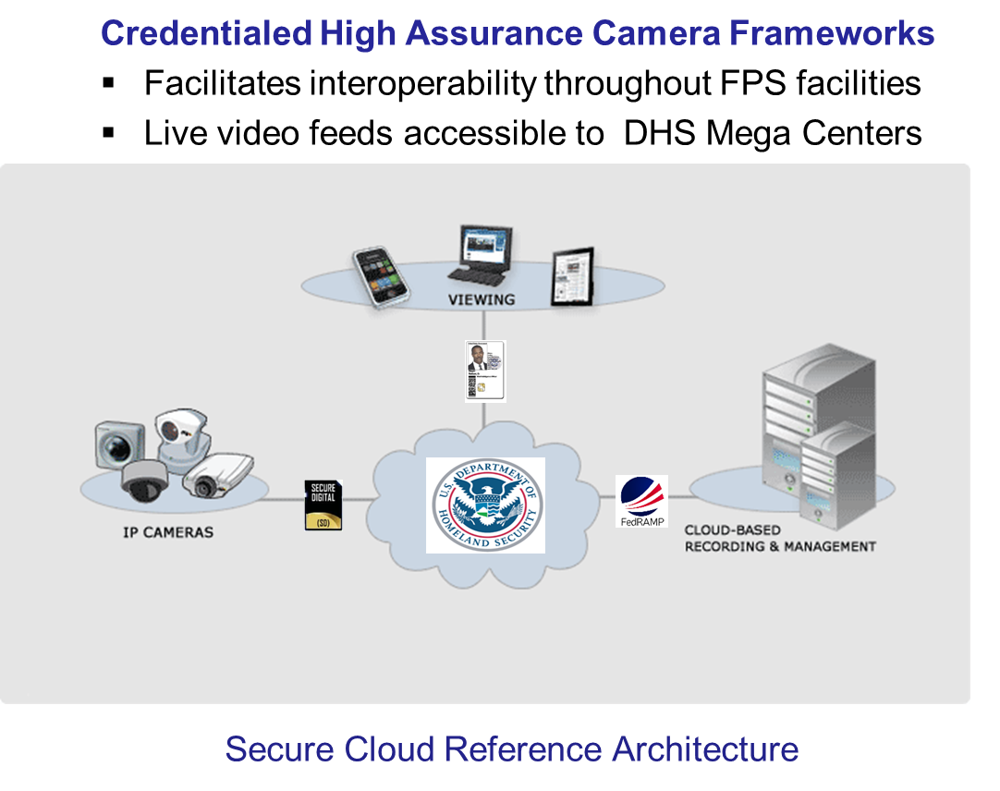 Credentialed High Assurance Camera Frameworks
▪ Facilitates interoperability throughout FPS facilities
▪ Live video feeds accessible to DHS Mega Centers
VIEWING
U.S. DEPARTMENT OF
HOMELAND SECURITY
SECURE
DIGITAL
(SD)
FedRAMP
IP CAMERAS
CLOUD-BASED
RECORDING & MANAGEMENT
Secure Cloud Reference Architecture